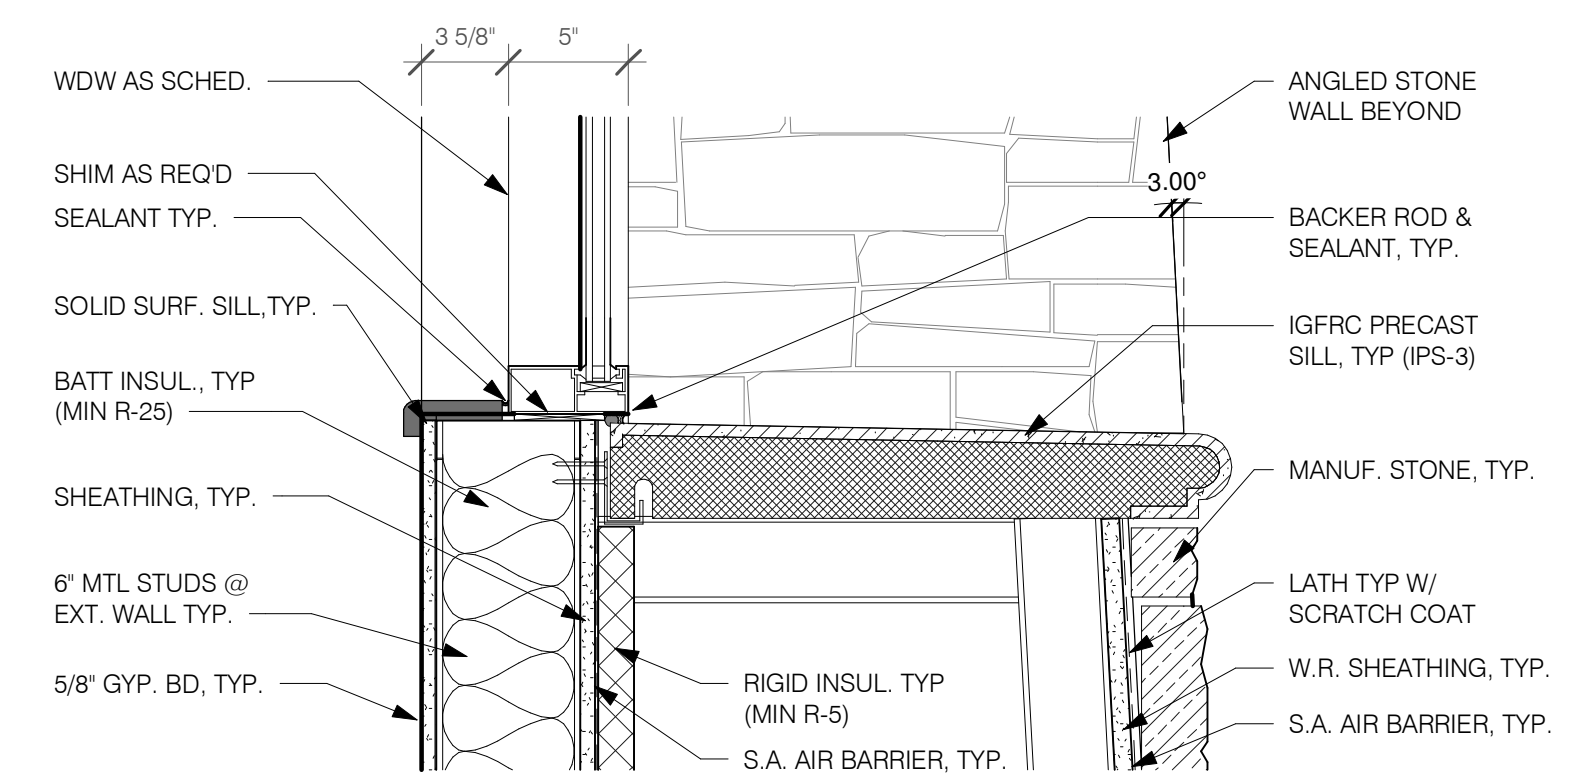 3 5/8"
5"
WDW AS SCHED.
SHIM AS REQ'D
SEALANT TYP.
SOLID SURF. SILL,TYP.
BATT INSUL., TYP
(MIN R-25)
SHEATHING, TYP.
6" MTL STUDS @
EXT. WALL TYP.
5/8" GYP. BD, TYP.
RIGID INSUL. TYP
(MIN R-5)
S.A. AIR BARRIER, TYP.
ANGLED STONE
WALL BEYOND
3.00°
BACKER ROD &
SEALANT, TYP.
IGFRC PRECAST
SILL, TYP (IPS-3)
MANUF. STONE, TYP.
LATH TYP W/
SCRATCH COAT
W.R. SHEATHING, TYP.
S.A. AIR BARRIER, TYP.